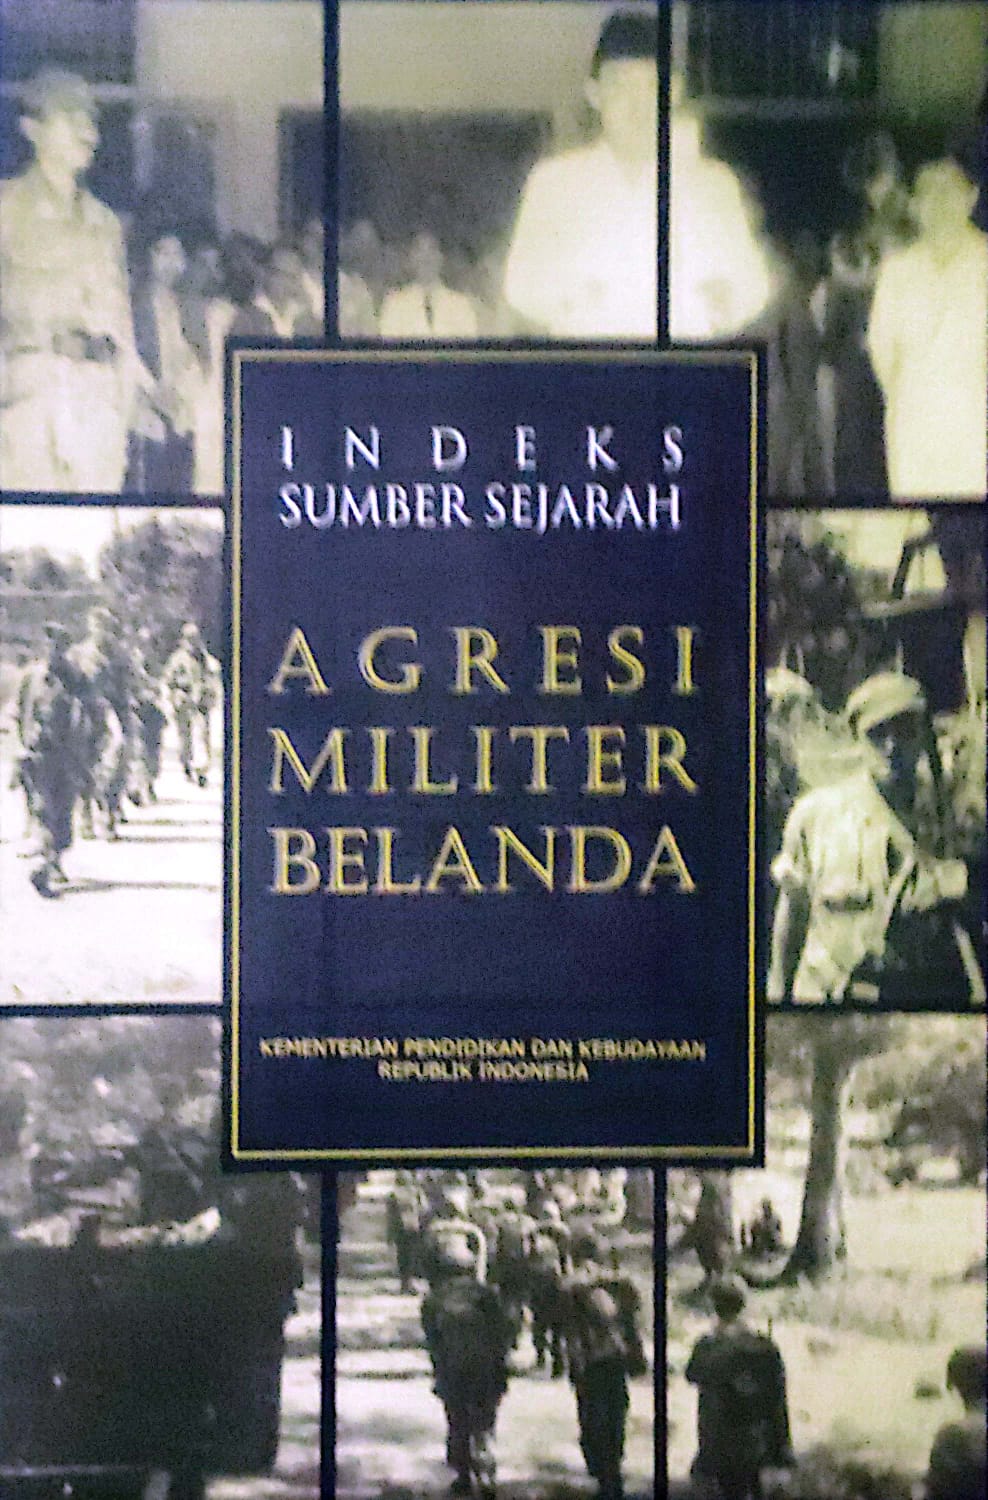 INDEKS
SUMBER SEJARAH
AGRESI
MILITER
BELANDA
KEMENTERIAN PENDIDIKAN DAN KEBUDAYAAN
REPUBLIK INDONESIA